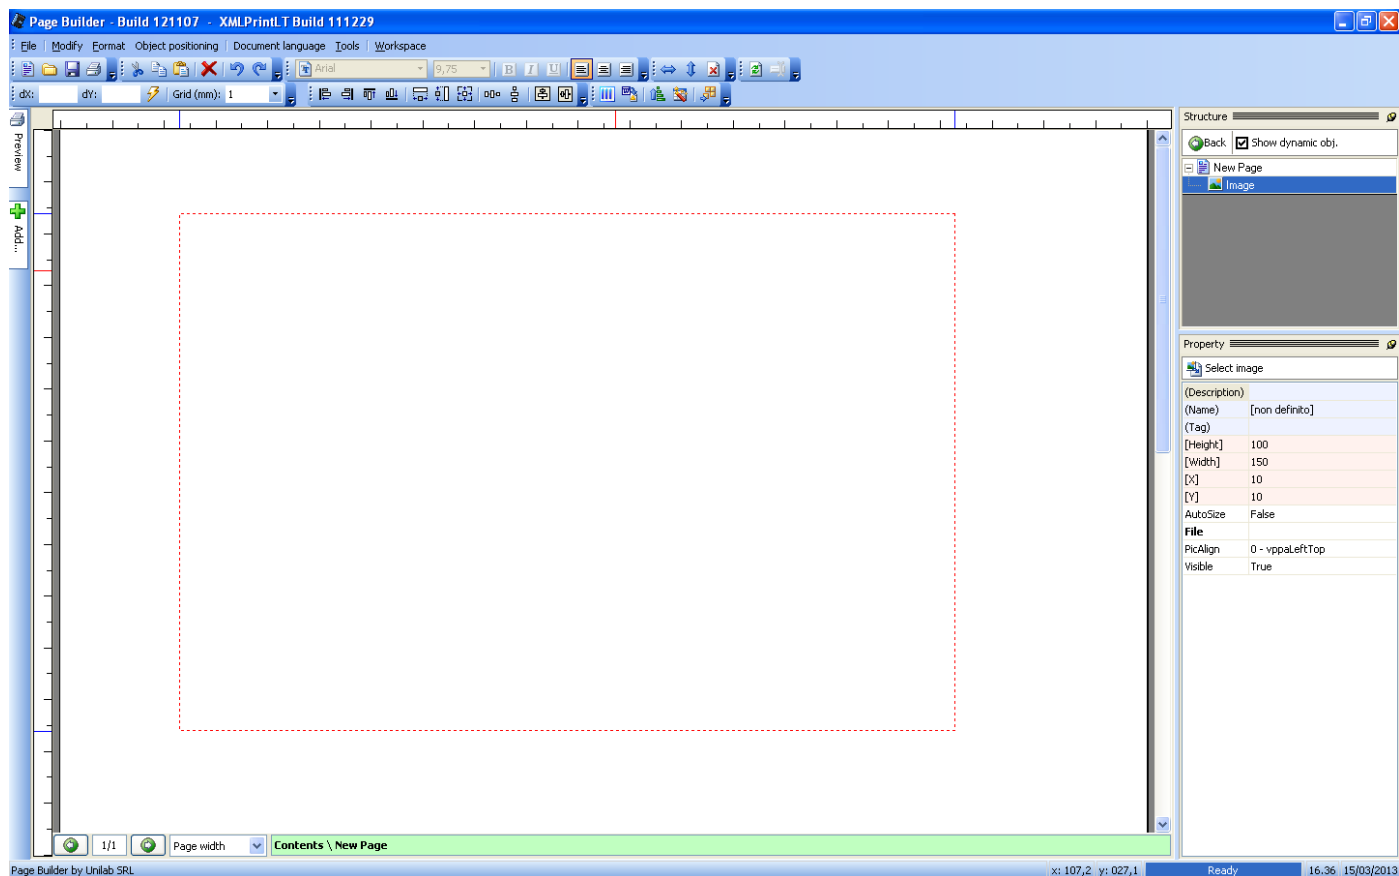 Page Builder - Build 121107 - XMLPrintLT Build 111229
File Modify Format Object positioning Document language Tools Workspace
Arial 9,75 B I U
dX: dY: Grid (mm): 1
Preview
Add...
Structure
Back Show dynamic obj.
New Page
Image
Property
Select image
(Description)
(Name) [non definito]
(Tag)
[Height] 100
[Width] 150
[X] 10
[Y] 10
AutoSize False
File
PicAlign 0 - vppaLeftTop
Visible True
1/1 Page width Contents \ New Page
Page Builder by Unilab SRL x: 107,2 y: 027,1 Ready 16.36 15/03/2013